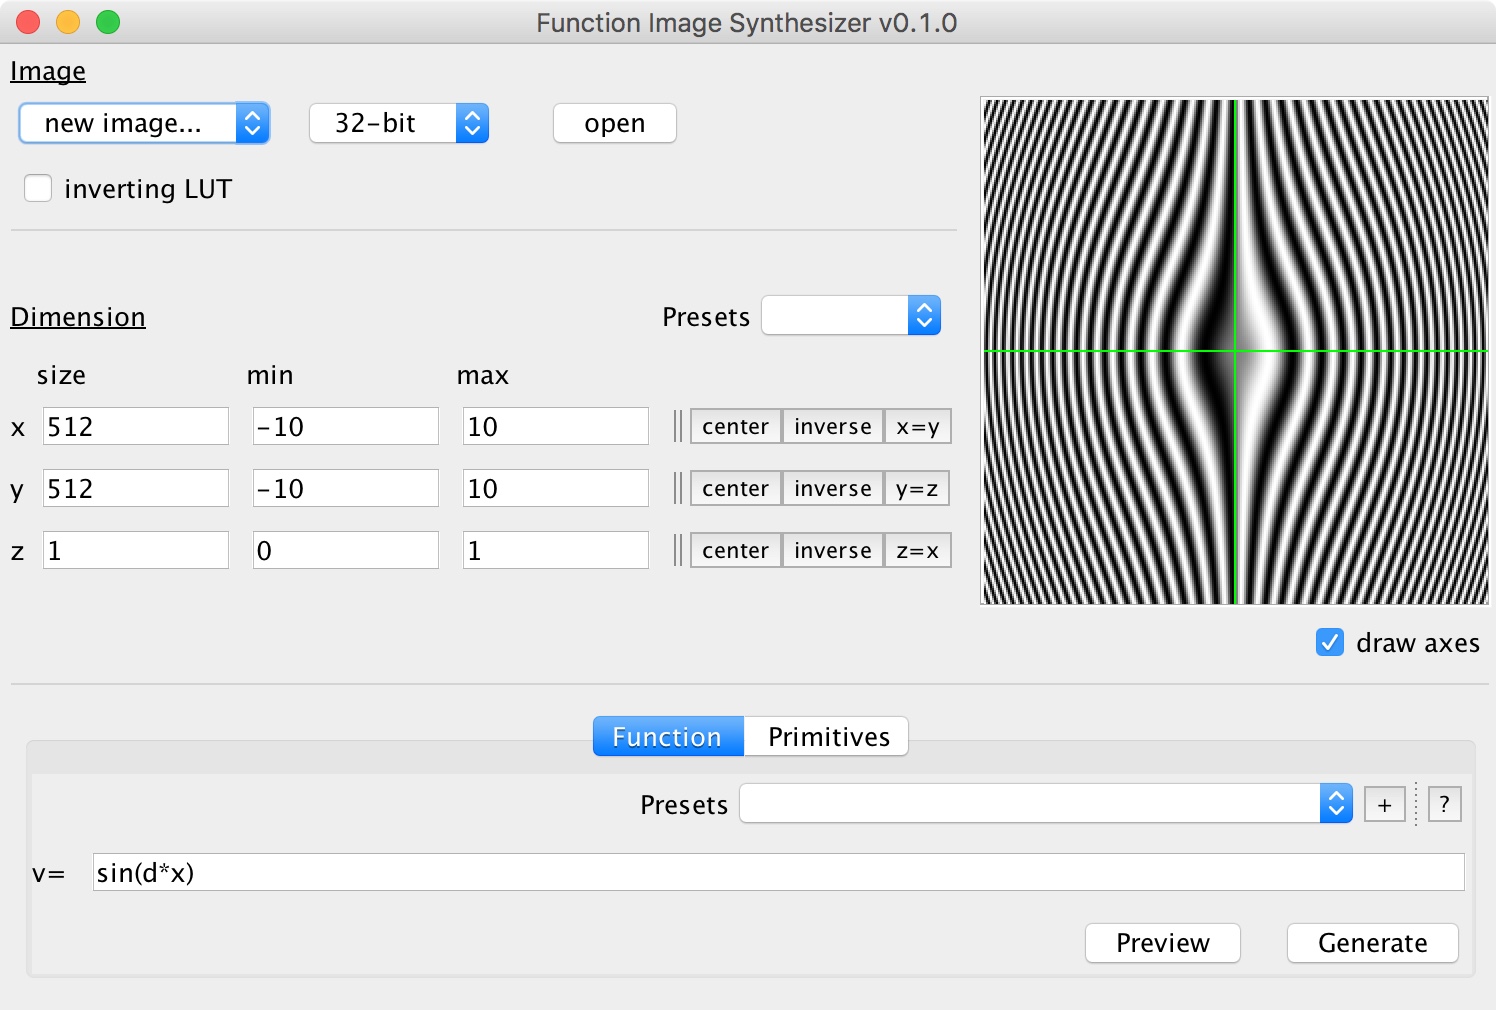 Function Image Synthesizer v0.1.0
Image
new image... 32-bit open
inverting LUT
Dimension Presets
size min max
x 512 -10 10 center inverse x=y
y 512 -10 10 center inverse y=z
z 1 0 1 center inverse z=x
draw axes
Function Primitives
Presets + ?
v= sin(d*x)
Preview Generate